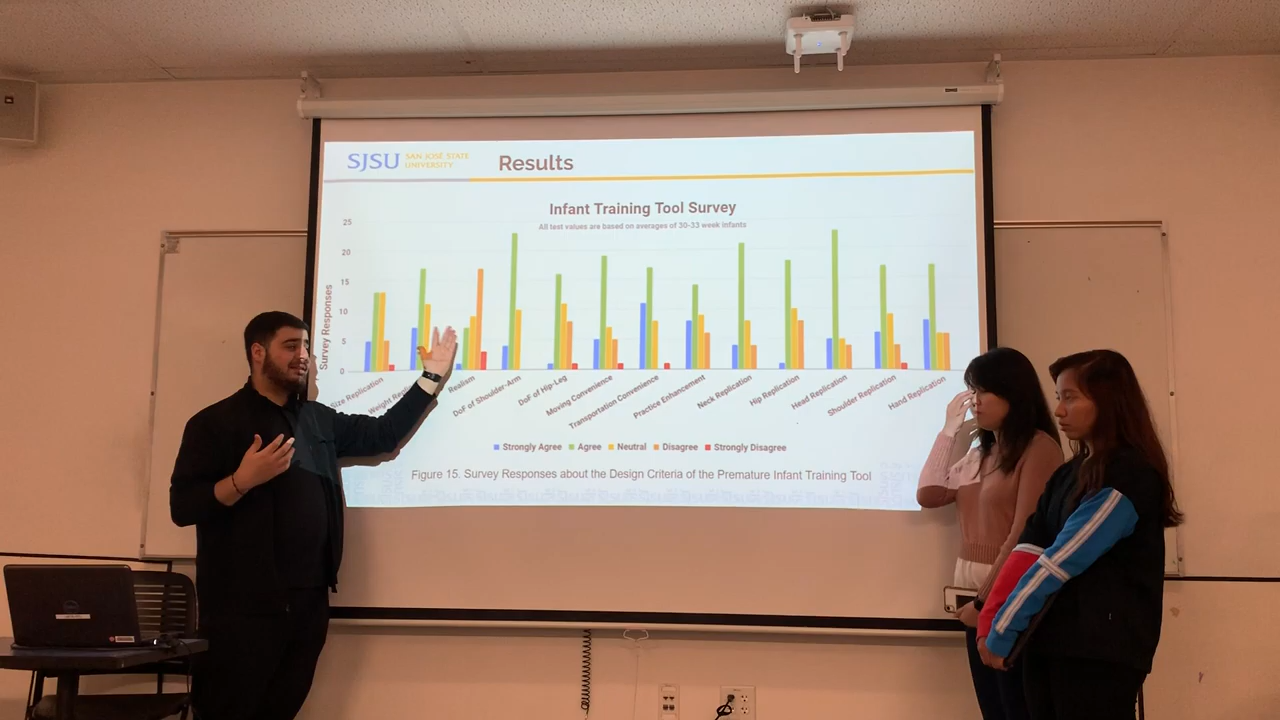 SJSU SAN JOSÉ STATE
UNIVERSITY
Results
Infant Training Tool Survey
All test values are based on averages of 30-33 week infants
25
20
15
10
5
0
Survey Responses
Size Replication
Weight
Realism
DoF of Shoulder-Arm
DoF of Hip-Leg
Moving Convenience
Transportation Convenience
Practice Enhancement
Neck Replication
Hip Replication
Head Replication
Shoulder Replication
Hand Replication
Strongly Agree Agree Neutral Disagree Strongly Disagree
Figure 15. Survey Responses about the Design Criteria of the Premature Infant Training Tool